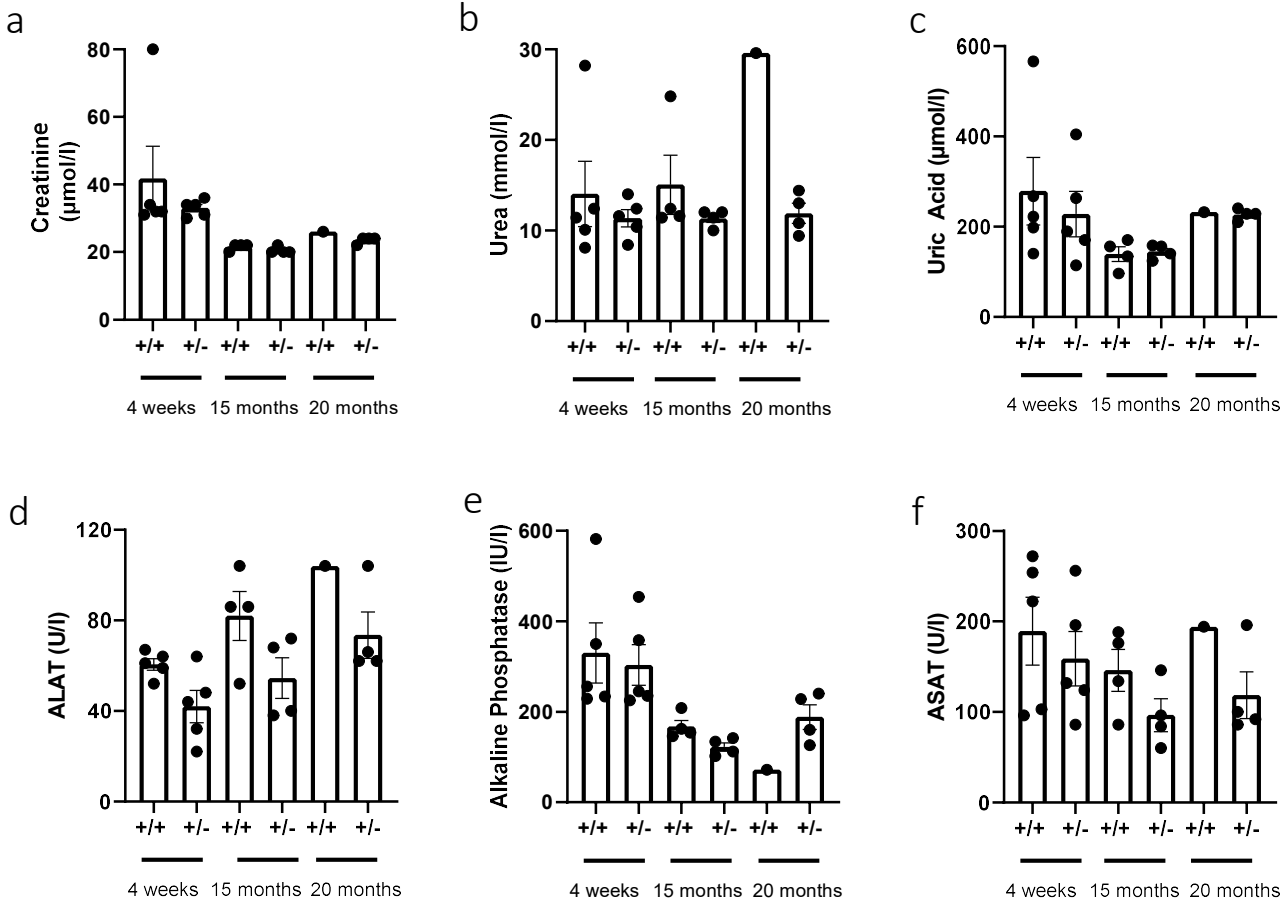 a
Creatinine
(µmol/l)
80
60
40
20
0
+/+ +/- +/+ +/- +/+ +/-
4 weeks 15 months 20 months
b
Urea (mmol/l)
30
20
10
0
+/+ +/- +/+ +/- +/+ +/-
4 weeks 15 months 20 months
c
Uric Acid (µmol/l)
600
400
200
0
+/+ +/- +/+ +/- +/+ +/-
4 weeks 15 months 20 months
d
ALAT (U/l)
120
80
40
0
+/+ +/- +/+ +/- +/+ +/-
4 weeks 15 months 20 months
e
Alkaline Phosphatase (IU/l)
600
400
200
0
+/+ +/- +/+ +/- +/+ +/-
4 weeks 15 months 20 months
f
ASAT (U/l)
300
200
100
0
+/+ +/- +/+ +/- +/+ +/-
4 weeks 15 months 20 months